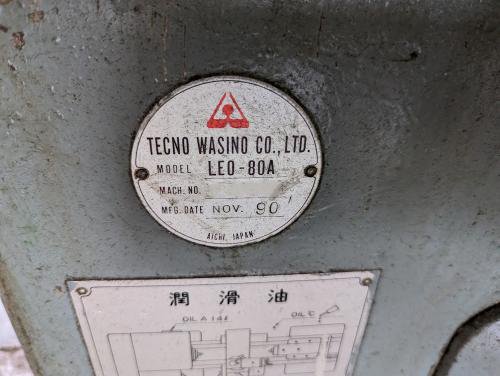 TECNO WASINO CO., LTD.
MODEL LEO-80A
MACH. NO.
MFG. DATE NOV. 90
AICHI, JAPAN
潤滑油
OIL A 14ℓ OIL C